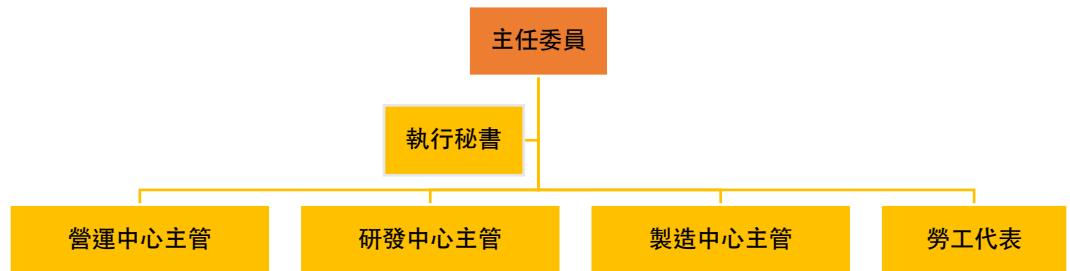 主任委員
執行秘書
營運中心主管
研發中心主管
製造中心主管
勞工代表